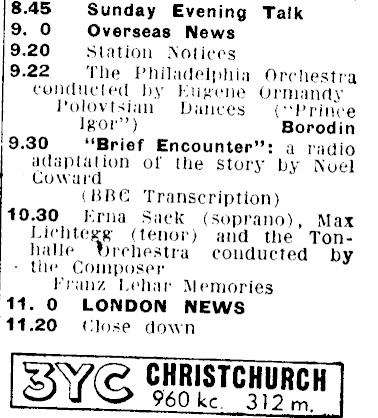 8.45 Sunday Evening Talk
9. 0 Overseas News
9.20 Station Notices
9.22 The Philadelphia Orchestra
conducted by Eugene Ormandy
Polovtsian Dances ("Prince
Igor") Borodin
9.30 "Brief Encounter": a radio
adaptation of the story by Noel
Coward
(BBC Transcription)
10.30 Erna Sack (soprano), Max
Lichtegg (tenor) and the Ton-
halle Orchestra conducted by
the Composer
Franz Lehar Memories
11. 0 LONDON NEWS
11.20 Close down
3YC CHRISTCHURCH
960 kc. 312 m.